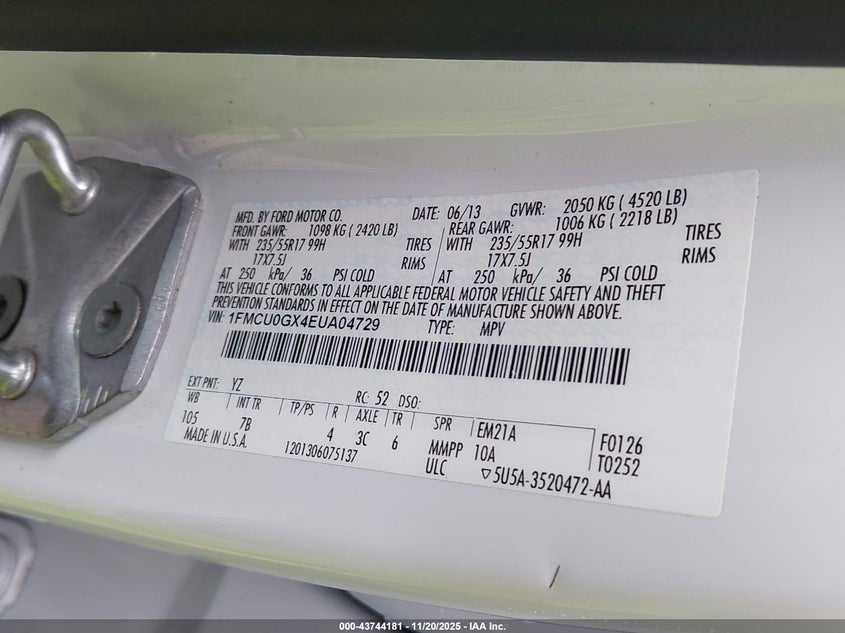 MFD. BY FORD MOTOR CO. DATE: 06/13 GVWR: 2050 KG ( 4520 LB)
FRONT GAWR: 1098 KG ( 2420 LB) REAR GAWR: 1006 KG ( 2218 LB)
WITH 235/55R17 99H TIRES WITH 235/55R17 99H TIRES
17X7.5J RIMS 17X7.5J RIMS
AT 250 kPa/ 36 PSI COLD AT 250 kPa/ 36 PSI COLD
THIS VEHICLE CONFORMS TO ALL APPLICABLE FEDERAL MOTOR VEHICLE SAFETY AND THEFT
PREVENTION STANDARDS IN EFFECT ON THE DATE OF MANUFACTURE SHOWN ABOVE.
VIN: 1FMCU0GX4EUA04729 TYPE: MPV
EXT PNT: YZ RC: 52 DSO:
WB INT TR TP/PS R AXLE TR SPR EM21A F0126
105 7B 4 3C 6 MMPP 10A T0252
MADE IN U.S.A. 1201306075137 ULC ▽5U5A-3520472-AA
000-43744181 | 11/20/2025 - IAA Inc.